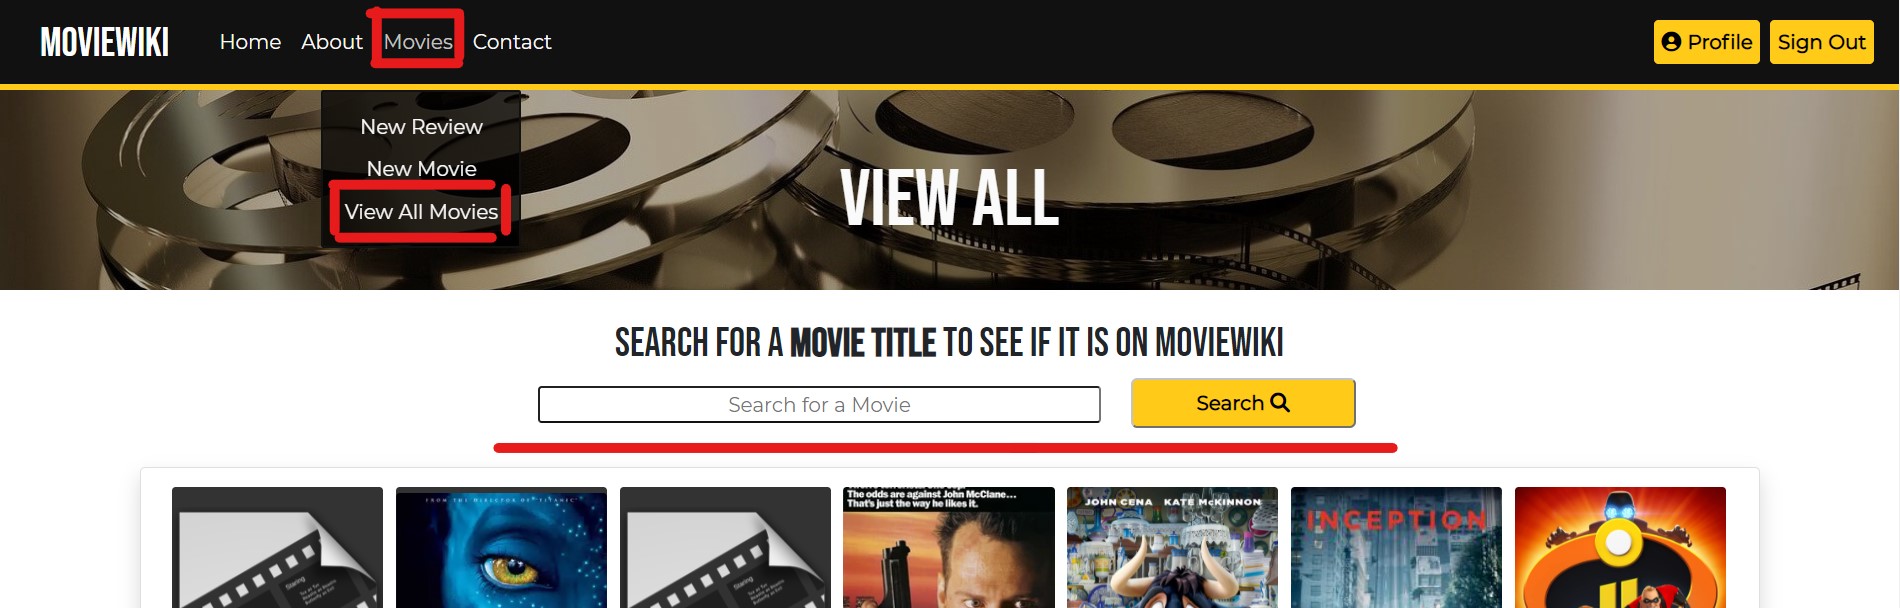 MOVIEWIKI Home About Movies Contact Profile Sign Out
New Review
New Movie
View All Movies
VIEW ALL
SEARCH FOR A MOVIE TITLE TO SEE IF IT IS ON MOVIEWIKI
Search for a Movie Search
FROM THE DIRECTOR OF "TITANIC"
The odds are against John McClane...
That's just the way he likes it.
JOHN CENA KATE McKINNON
INCEPTION